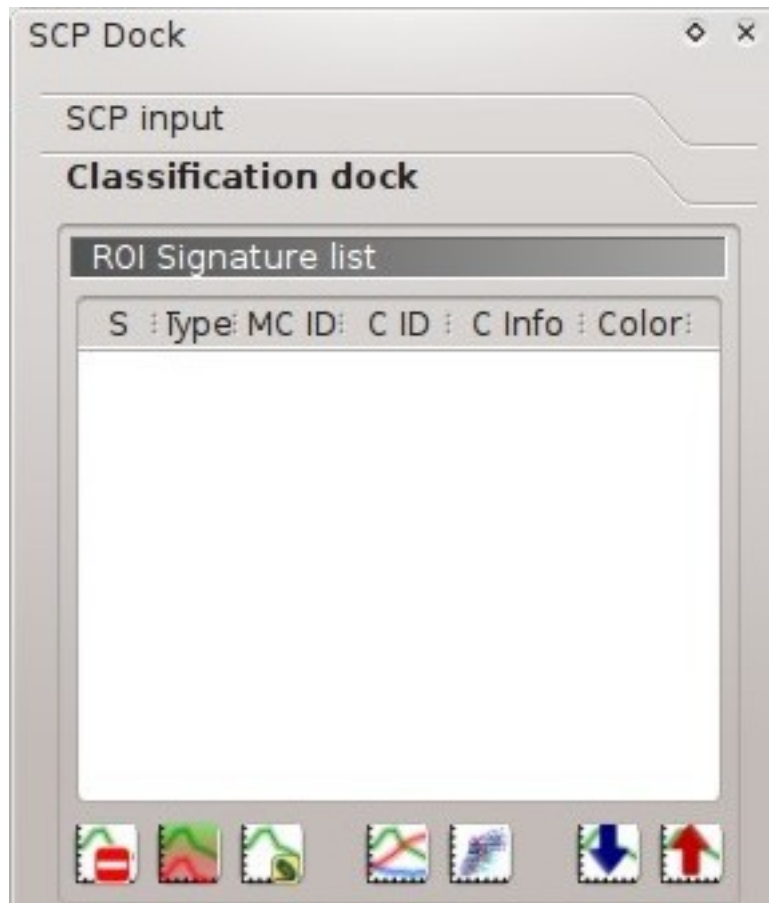 SCP Dock
SCP input
Classification dock
ROI Signature list
S Type MC ID C ID C Info Color